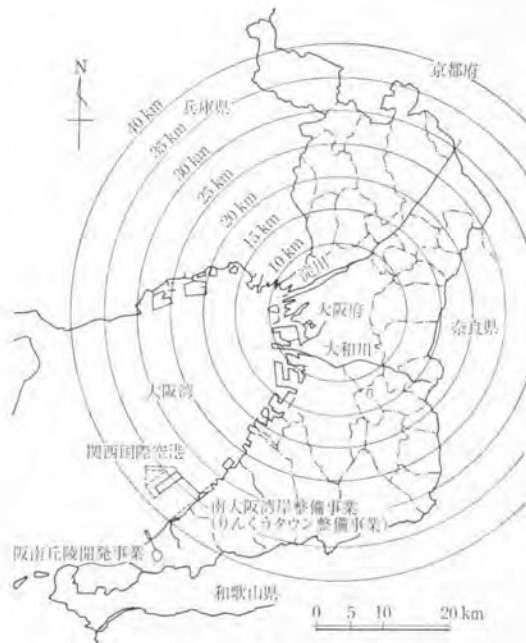 N
京都府
兵庫県
40 km
35 km
30 km
25 km
20 km
15 km
10 km
淀川
大阪府
大和川
奈良県
大阪湾
関西国際空港
南大阪湾岸整備事業
(りんくうタウン整備事業)
阪南丘陵開発事業
和歌山県
0 5 10 20 km